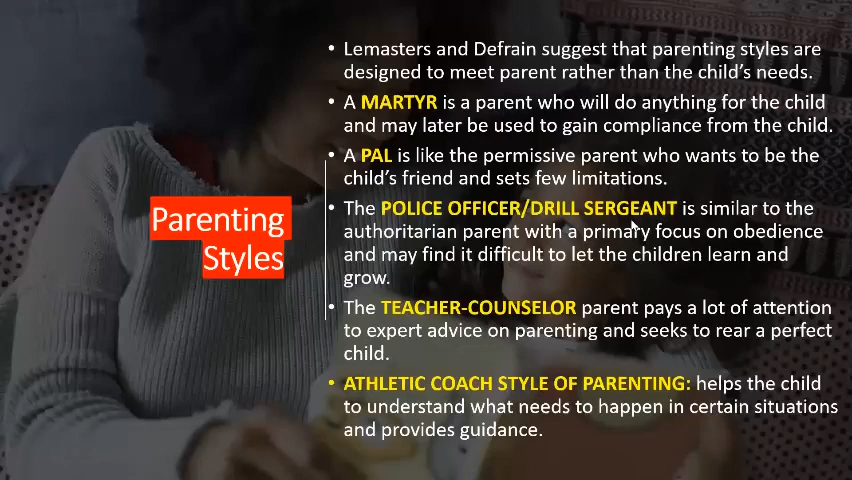 Parenting
Styles
• Lemasters and Defrain suggest that parenting styles are
designed to meet parent rather than the child's needs.
• A MARTYR is a parent who will do anything for the child
and may later be used to gain compliance from the child.
• A PAL is like the permissive parent who wants to be the
child's friend and sets few limitations.
• The POLICE OFFICER/DRILL SERGEANT is similar to the
authoritarian parent with a primary focus on obedience
and may find it difficult to let the children learn and
grow.
• The TEACHER-COUNSELOR parent pays a lot of attention
to expert advice on parenting and seeks to rear a perfect
child.
• ATHLETIC COACH STYLE OF PARENTING: helps the child
to understand what needs to happen in certain situations
and provides guidance.